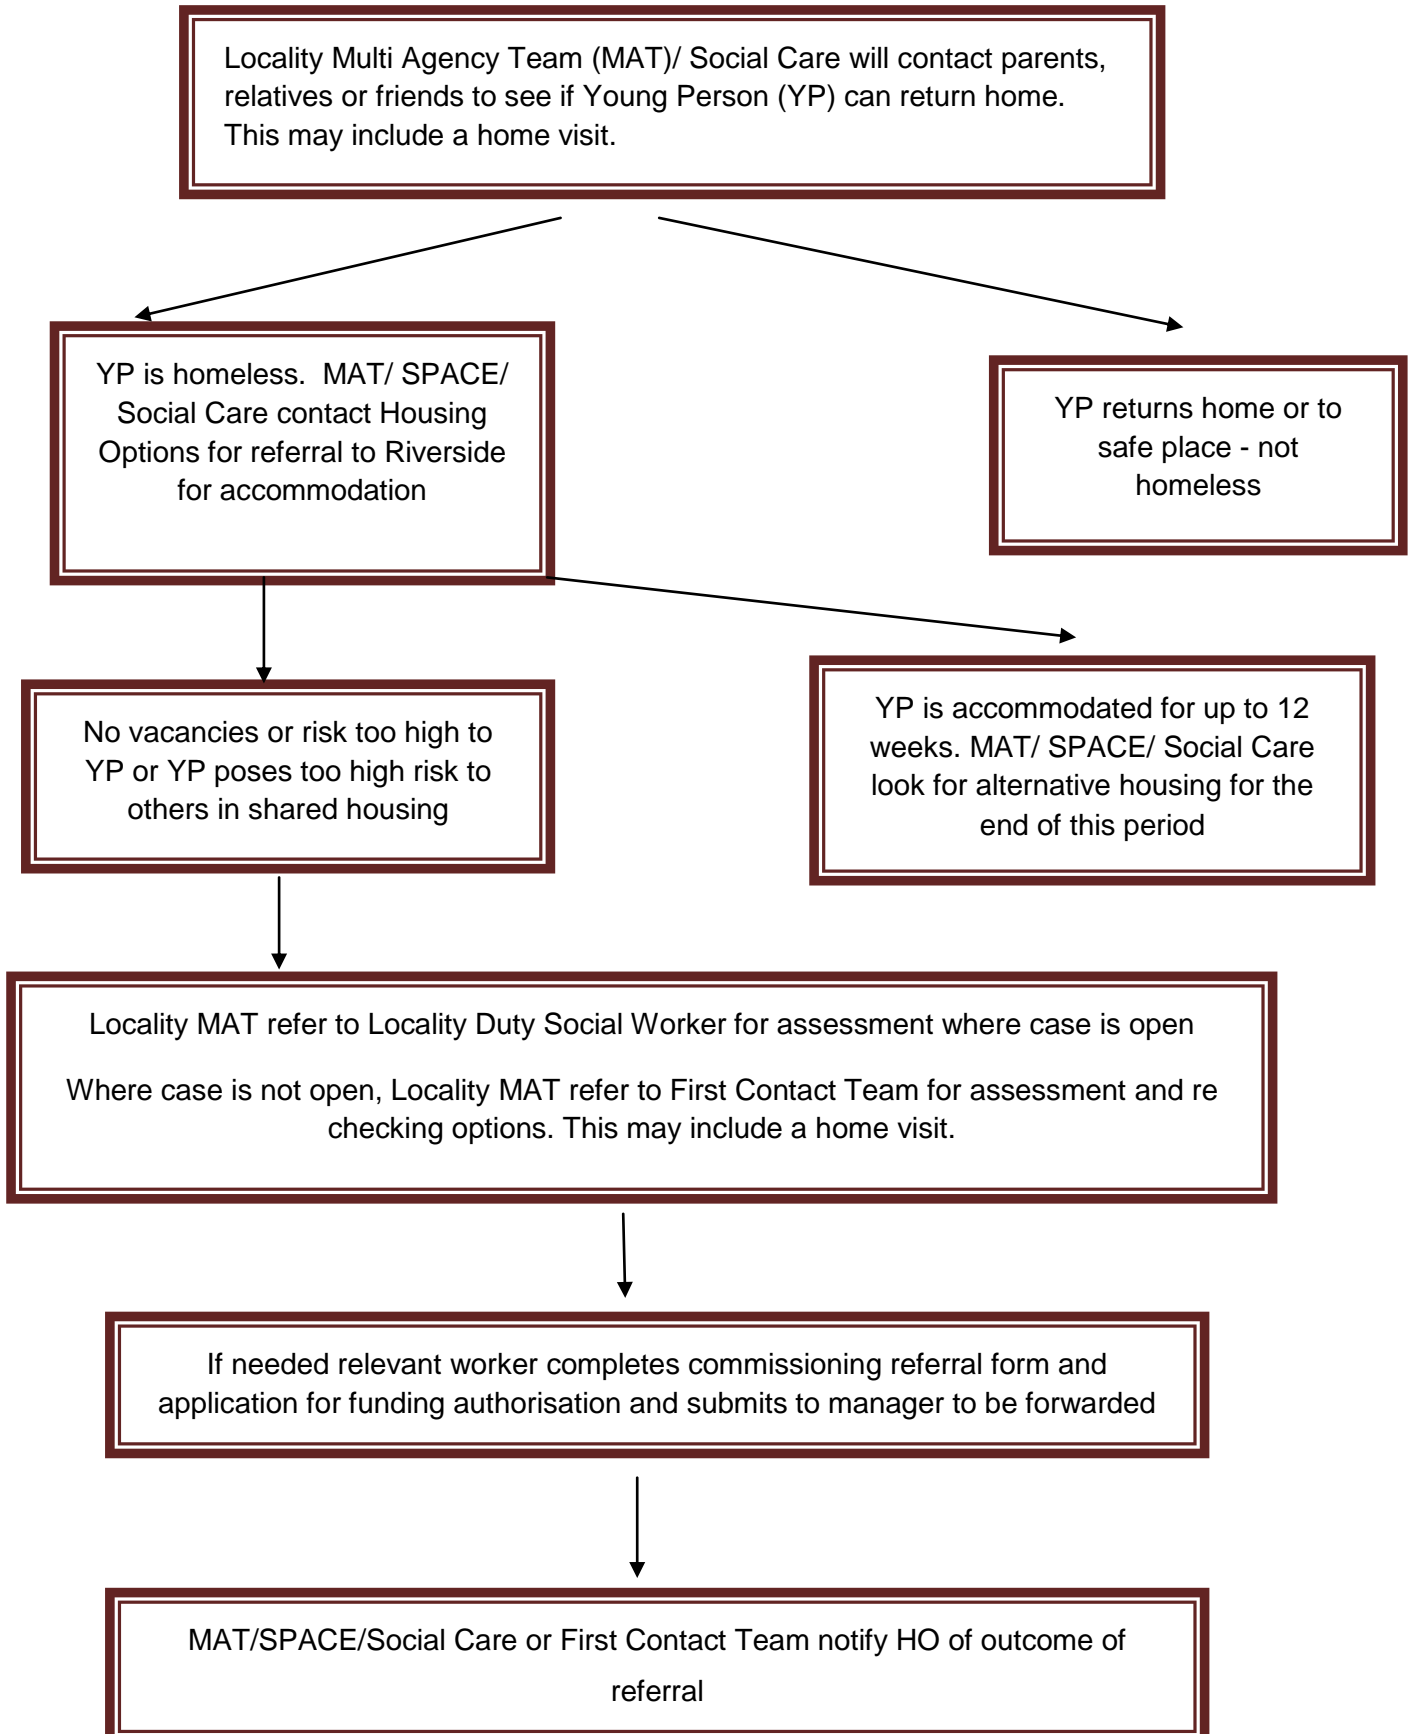 Locality Multi Agency Team (MAT)/ Social Care will contact parents,
relatives or friends to see if Young Person (YP) can return home.
This may include a home visit.
YP is homeless.  MAT/ SPACE/
Social Care contact Housing
Options for referral to Riverside
for accommodation
YP returns home or to
safe place - not
homeless
No vacancies or risk too high to
YP or YP poses too high risk to
others in shared housing
YP is accommodated for up to 12
weeks. MAT/ SPACE/ Social Care
look for alternative housing for the
end of this period
Locality MAT refer to Locality Duty Social Worker for assessment where case is open
Where case is not open, Locality MAT refer to First Contact Team for assessment and re
checking options. This may include a home visit.
If needed relevant worker completes commissioning referral form and
application for funding authorisation and submits to manager to be forwarded
MAT/SPACE/Social Care or First Contact Team notify HO of outcome of
referral